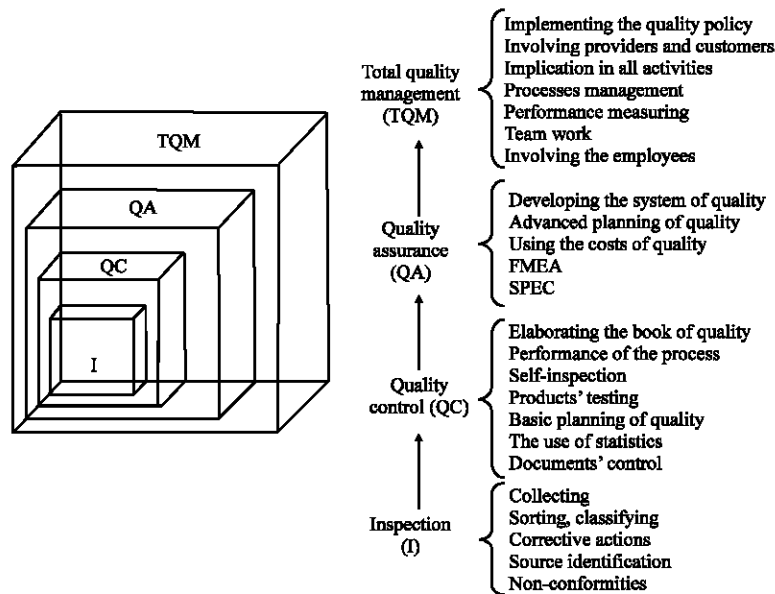 TQM
QA
QC
I
Total quality
management
(TQM)
Implementing the quality policy
Involving providers and customers
Implication in all activities
Processes management
Performance measuring
Team work
Involving the employees
Quality
assurance
(QA)
Developing the system of quality
Advanced planning of quality
Using the costs of quality
FMEA
SPEC
Quality
control (QC)
Elaborating the book of quality
Performance of the process
Self-inspection
Products’ testing
Basic planning of quality
The use of statistics
Documents’ control
Inspection
(I)
Collecting
Sorting, classifying
Corrective actions
Source identification
Non-conformities